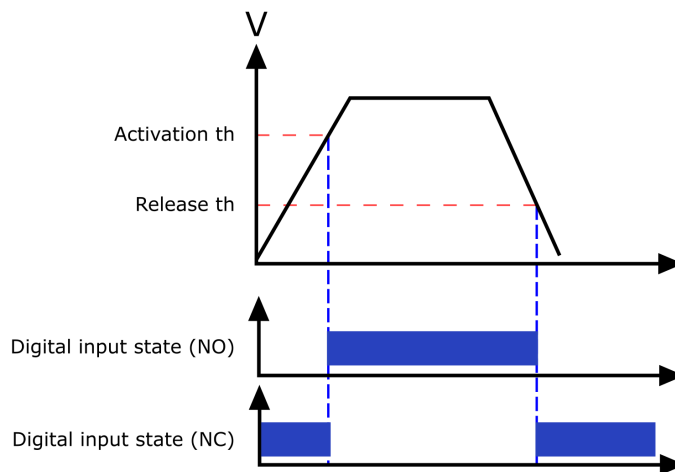 V
Activation th
Release th
Digital input state (NO)
Digital input state (NC)